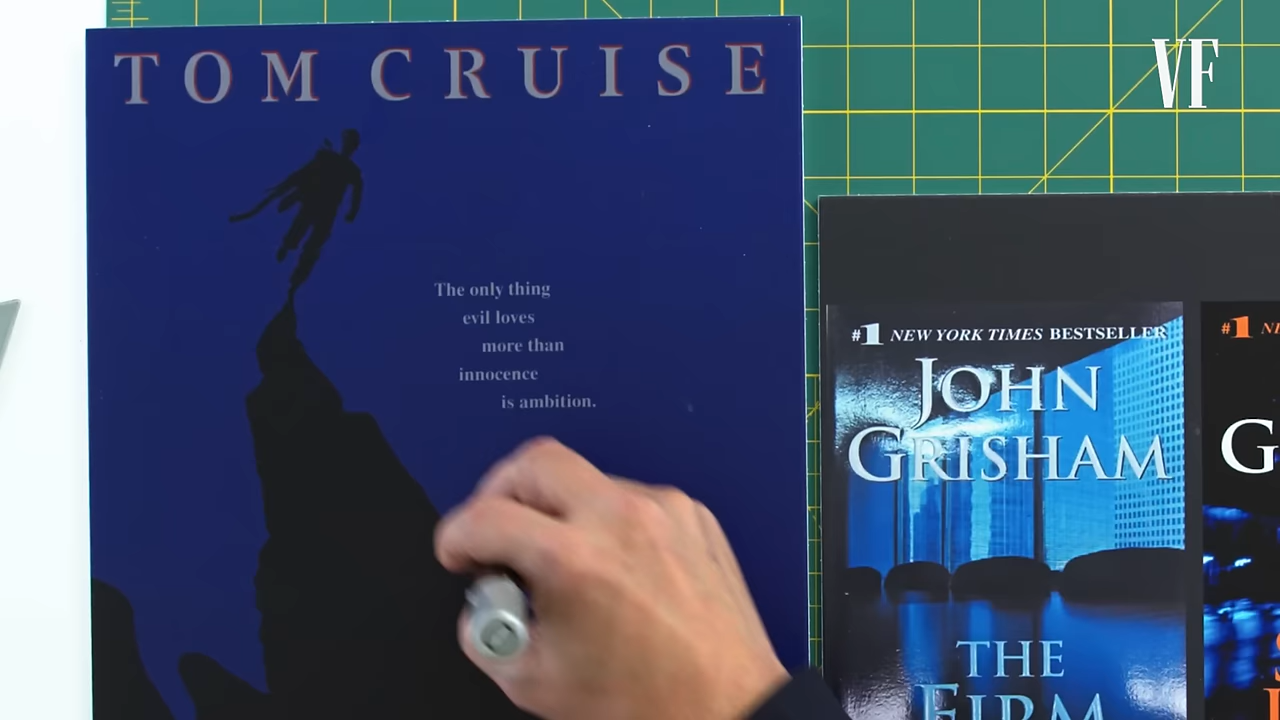 TOM CRUISE
The only thing
evil loves
more than
innocence
is ambition.
VF
#1 NEW YORK TIMES BESTSELLER
JOHN
GRISHAM
THE
FIRM
#1
G